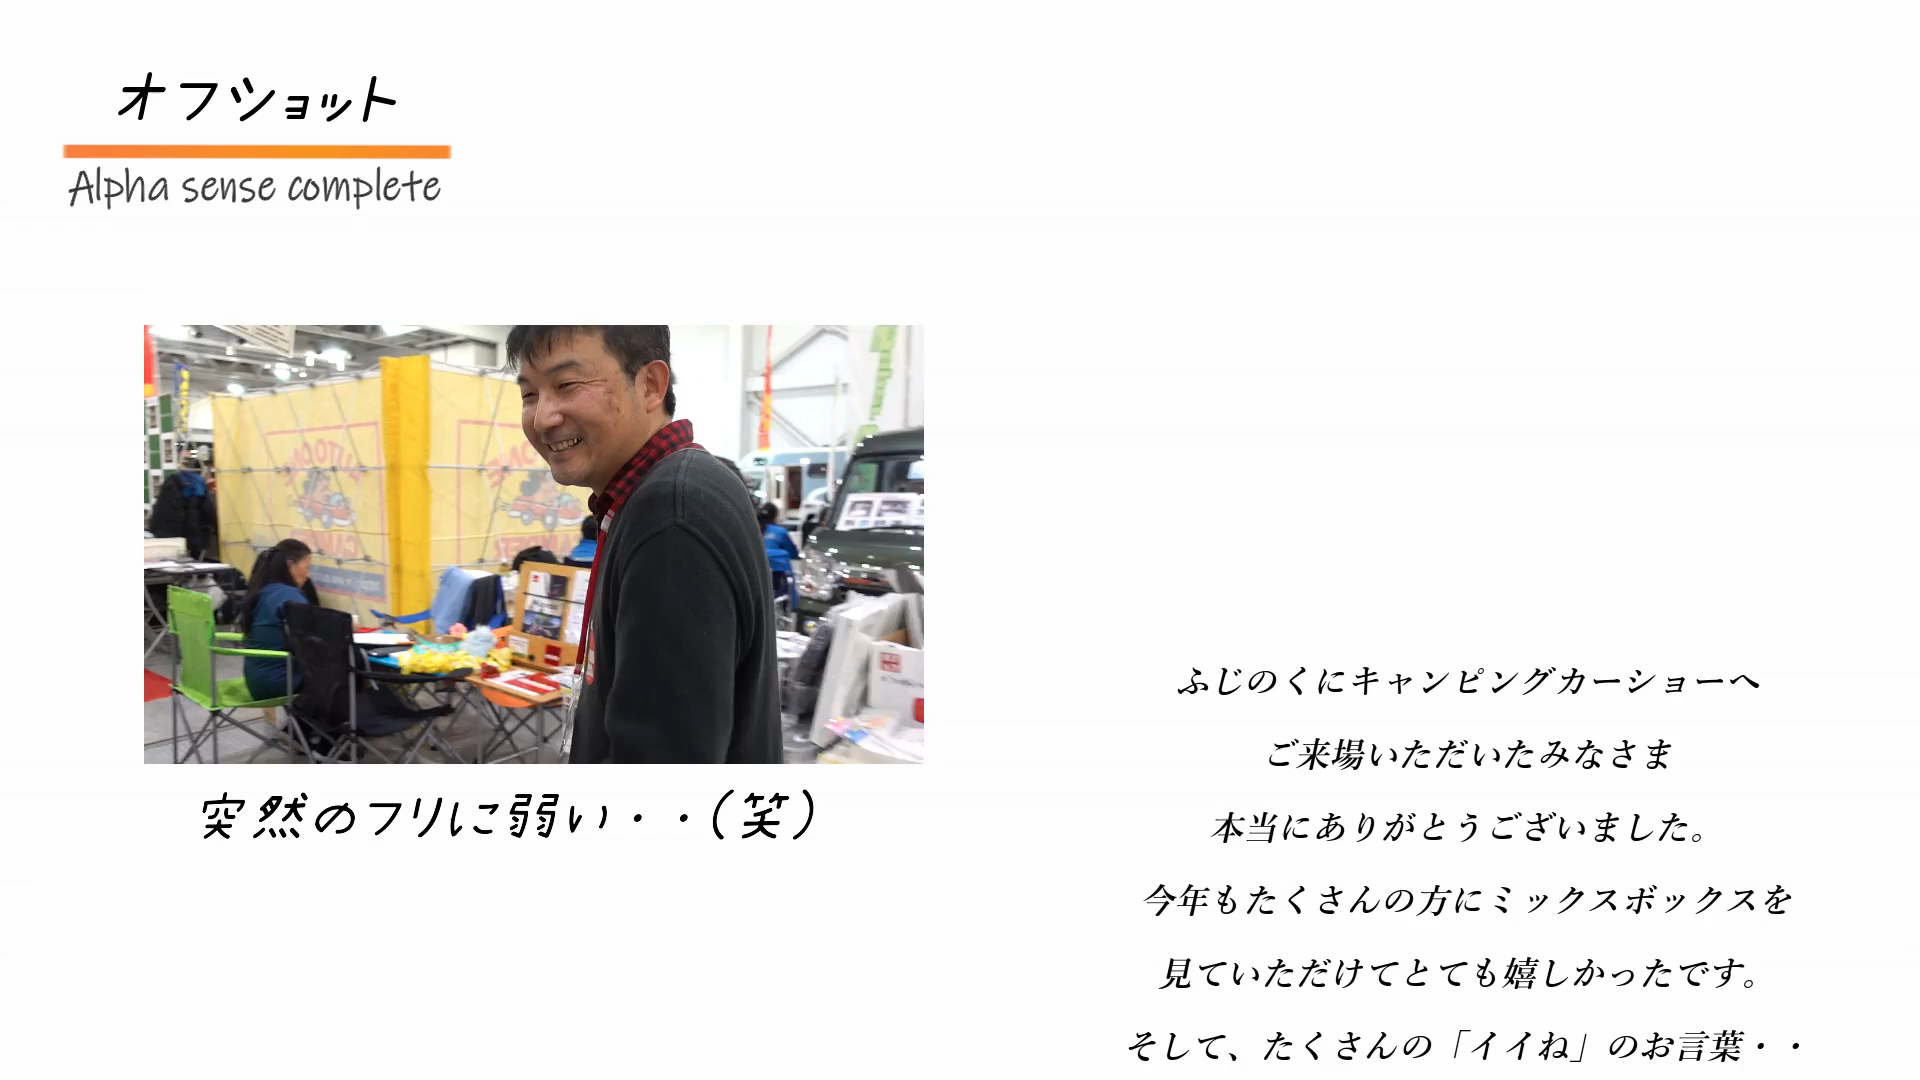 オフショット
Alpha sense complete
突然のフリに弱い・・（笑）
ふじのくにキャンピングカーショーへ
ご来場いただいたみなさま
本当にありがとうございました。
今年もたくさんの方にミックスボックスを
見ていただけてとても嬉しかったです。
そして、たくさんの「イイね」のお言葉・・